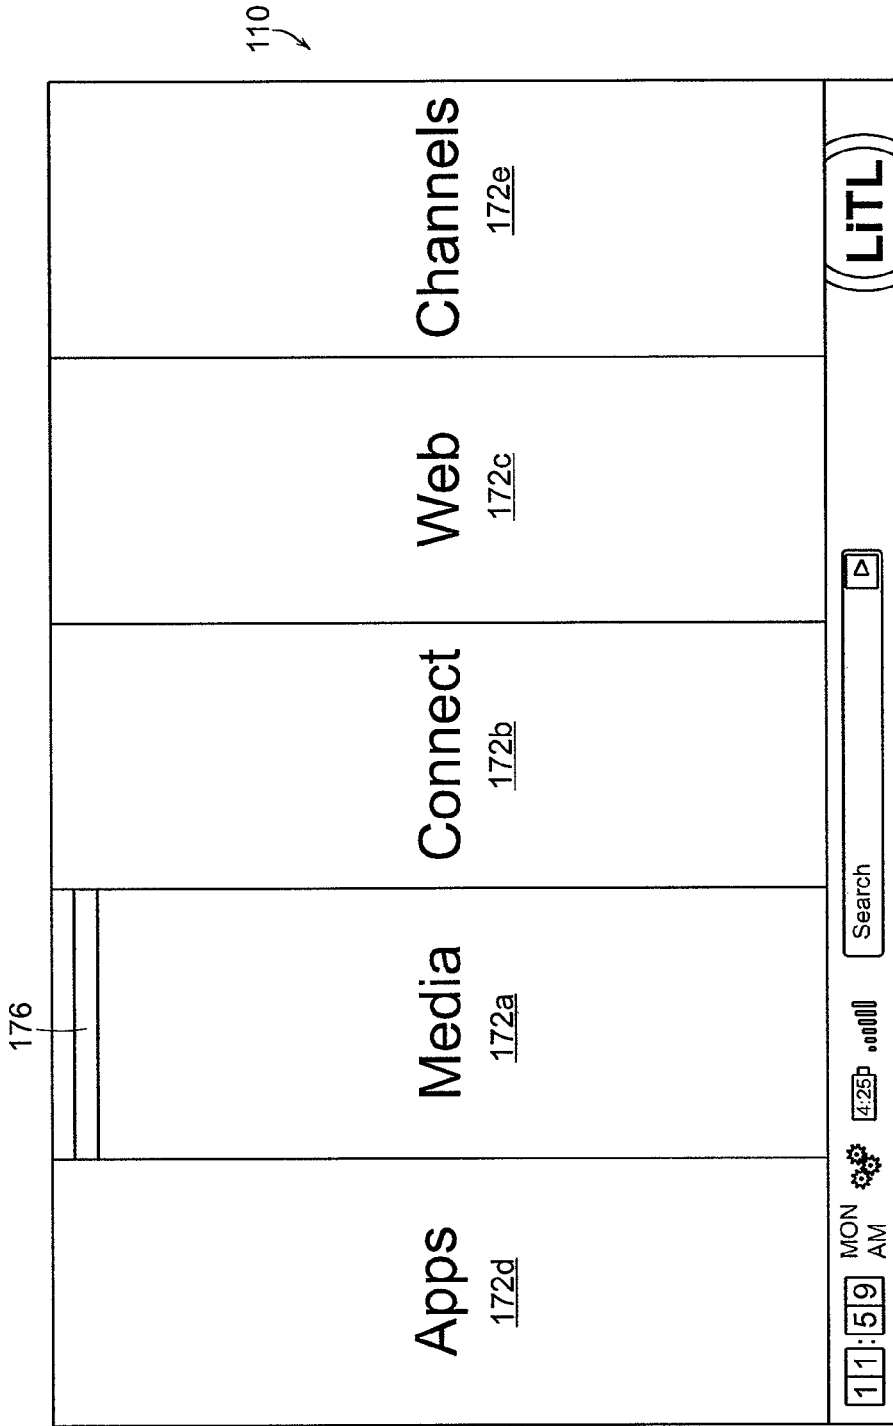 110
176
Apps
172d
Media
172a
Connect
172b
Web
172c
Channels
172e
11:59
MON
AM
4:25
Search
LiTL